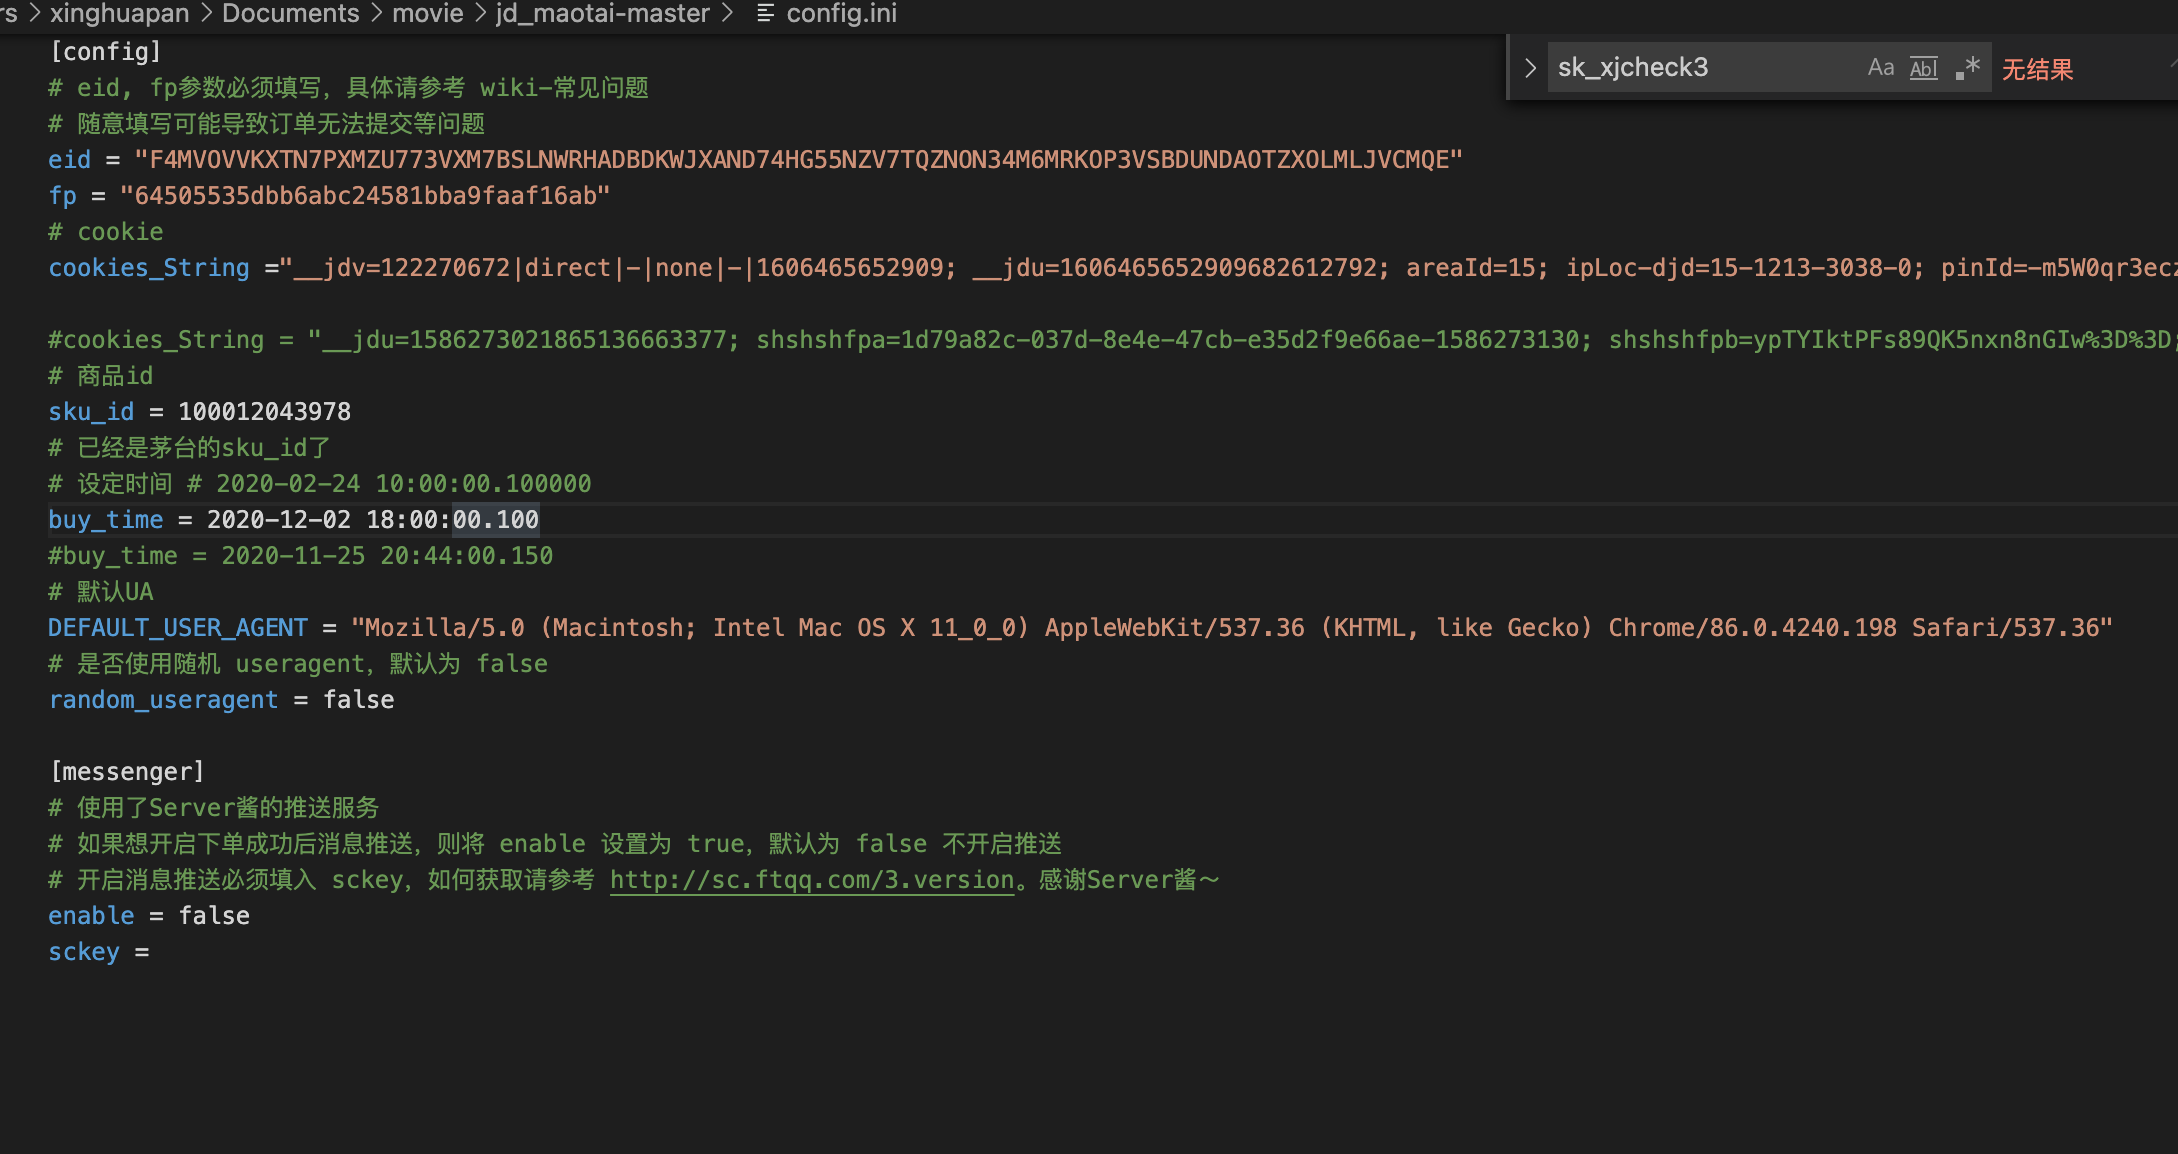 rs > xinghuapan > Documents > movie > jd_maotai-master > config.ini
sk_xjcheck3 Aa Abl .* 无结果
[config]
# eid, fp参数必须填写，具体请参考 wiki-常见问题
# 随意填写可能导致订单无法提交等问题
eid = "F4MVOVVKXTN7PXMZU773VXM7BSLNWRHADBDKWJXAND74HG55NZV7TQZNON34M6MRKOP3VSBDUNDAOTZXOLMLJVCMQE"
fp = "64505535dbb6abc24581bba9faaf16ab"
# cookie
cookies_String ="__jdv=122270672|direct|-|none|-|1606465652909; __jdu=1606465652909682612792; areaId=15; ipLoc-djd=15-1213-3038-0; pinId=-m5W0qr3ecz
#cookies_String = "__jdu=1586273021865136663377; shshshfpa=1d79a82c-037d-8e4e-47cb-e35d2f9e66ae-1586273130; shshshfpb=ypTYIktPFs89QK5nxn8nGIw%3D%3D;
# 商品id
sku_id = 100012043978
# 已经是茅台的sku_id了
# 设定时间 # 2020-02-24 10:00:00.100000
buy_time = 2020-12-02 18:00:00.100
#buy_time = 2020-11-25 20:44:00.150
# 默认UA
DEFAULT_USER_AGENT = "Mozilla/5.0 (Macintosh; Intel Mac OS X 11_0_0) AppleWebKit/537.36 (KHTML, like Gecko) Chrome/86.0.4240.198 Safari/537.36"
# 是否使用随机 useragent，默认为 false
random_useragent = false
[messenger]
# 使用了Server酱的推送服务
# 如果想开启下单成功后消息推送，则将 enable 设置为 true，默认为 false 不开启推送
# 开启消息推送必须填入 sckey，如何获取请参考 http://sc.ftqq.com/3.version。感谢Server酱～
enable = false
sckey =